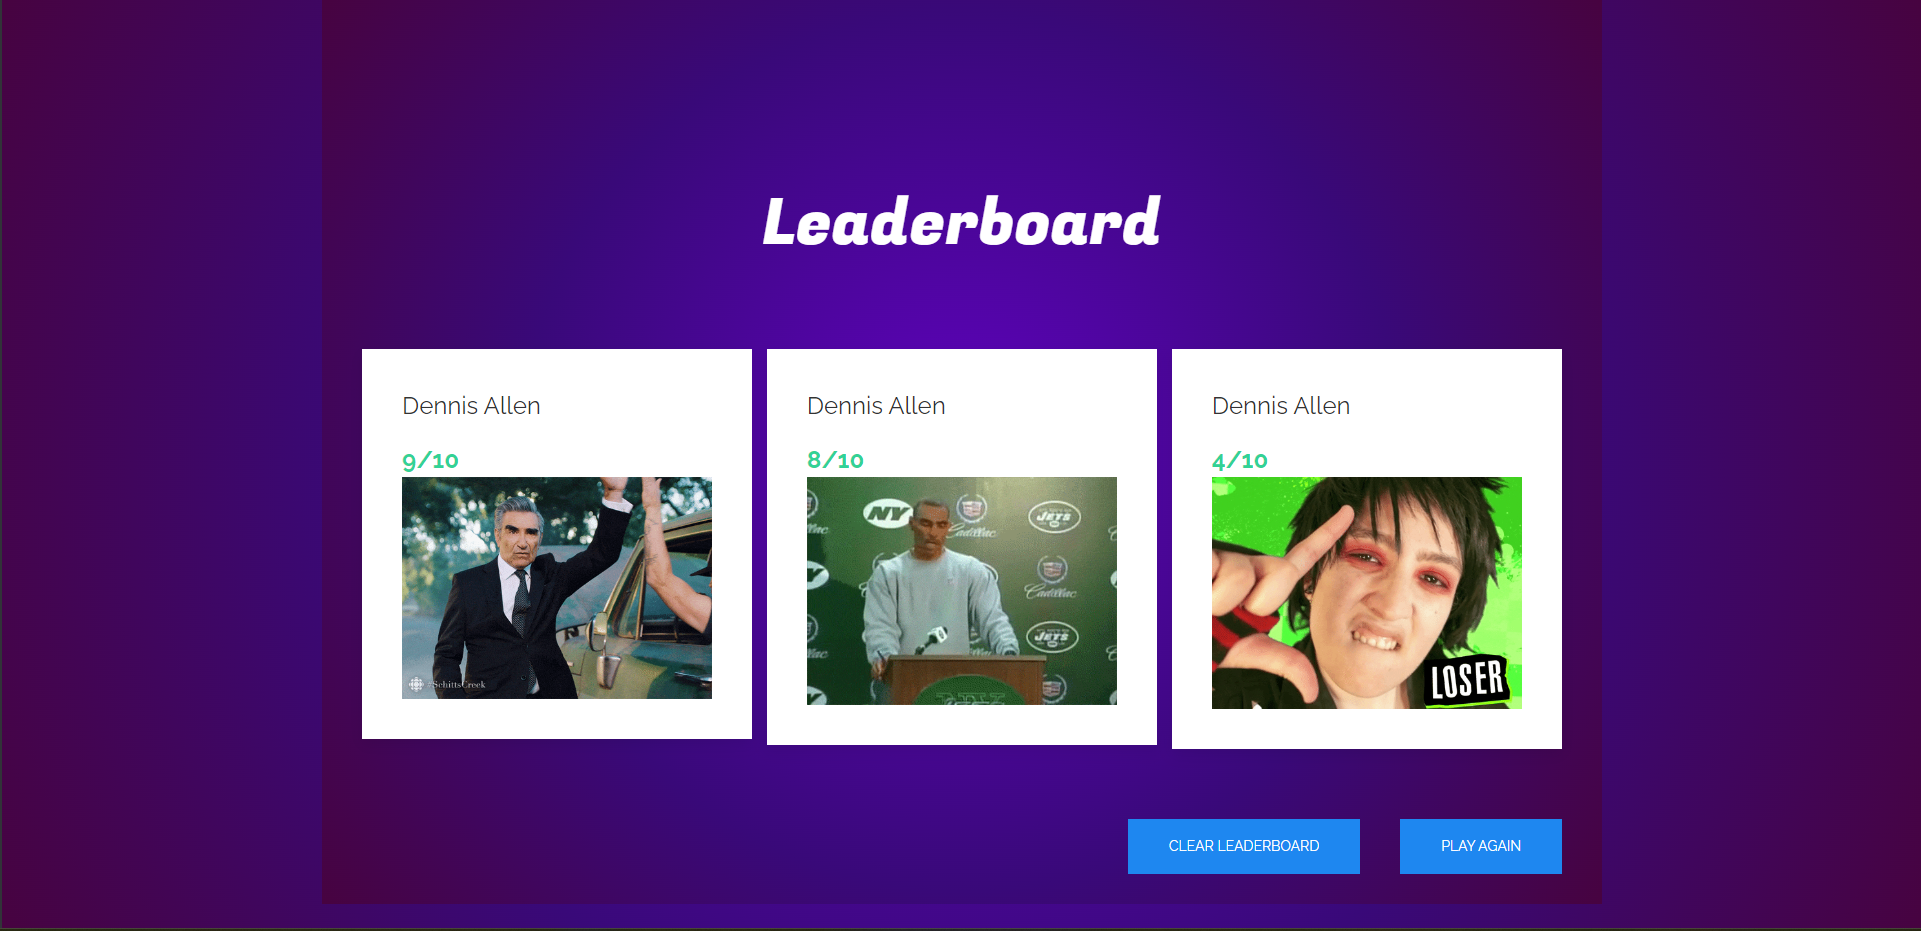 Leaderboard
Dennis Allen
9/10
#SchittsCreek
Dennis Allen
8/10
NY
Cadillac
JETS
Cadillac
JETS
Dennis Allen
4/10
LOSER
CLEAR LEADERBOARD
PLAY AGAIN